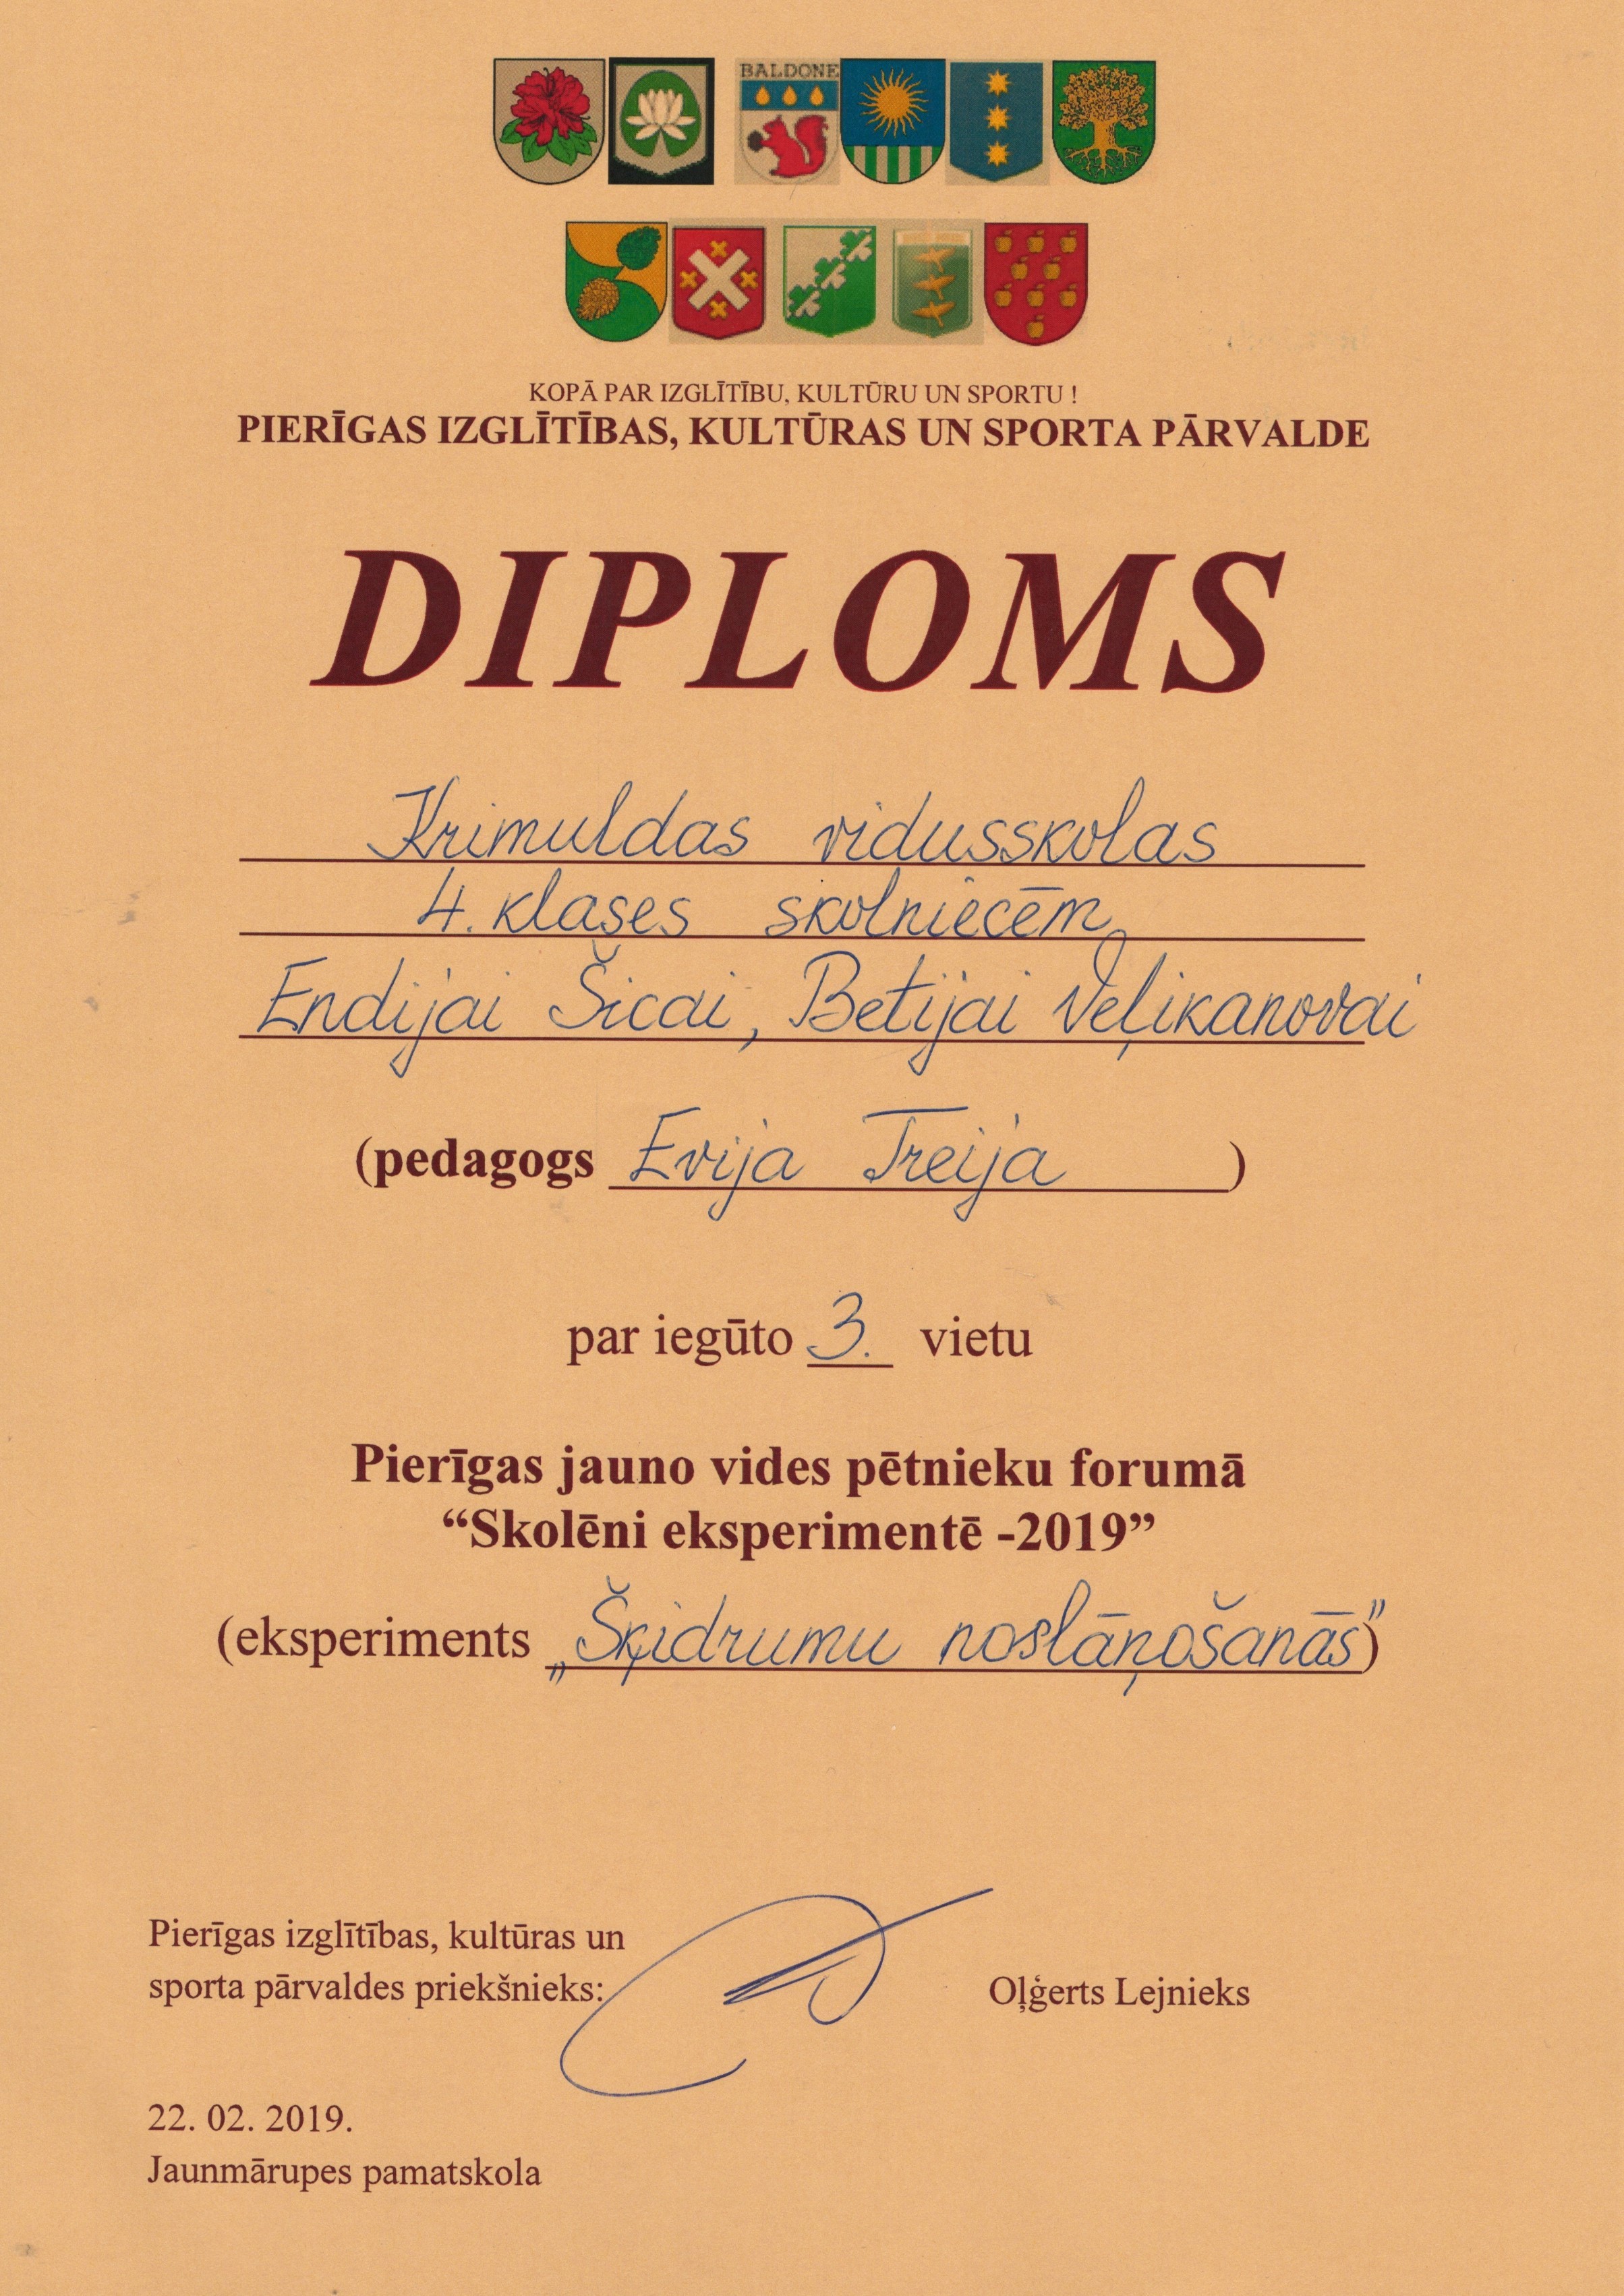 BALDONE
KOPĀ PAR IZGLĪTĪBU, KULTŪRU UN SPORTU !
PIERĪGAS IZGLĪTĪBAS, KULTŪRAS UN SPORTA PĀRVALDE
DIPLOMS
Krimuldas vidusskolas
4. klases skolniecēm
Endijai Šicai, Betijai Veļikanovai
(pedagogs Evija Treija )
par iegūto 3. vietu
Pierīgas jauno vides pētnieku forumā
“Skolēni eksperimentē -2019”
(eksperiments „Šķidrumu noslāņošanās”)
Pierīgas izglītības, kultūras un
sporta pārvaldes priekšnieks: Oļģerts Lejnieks
22. 02. 2019.
Jaunmārupes pamatskola